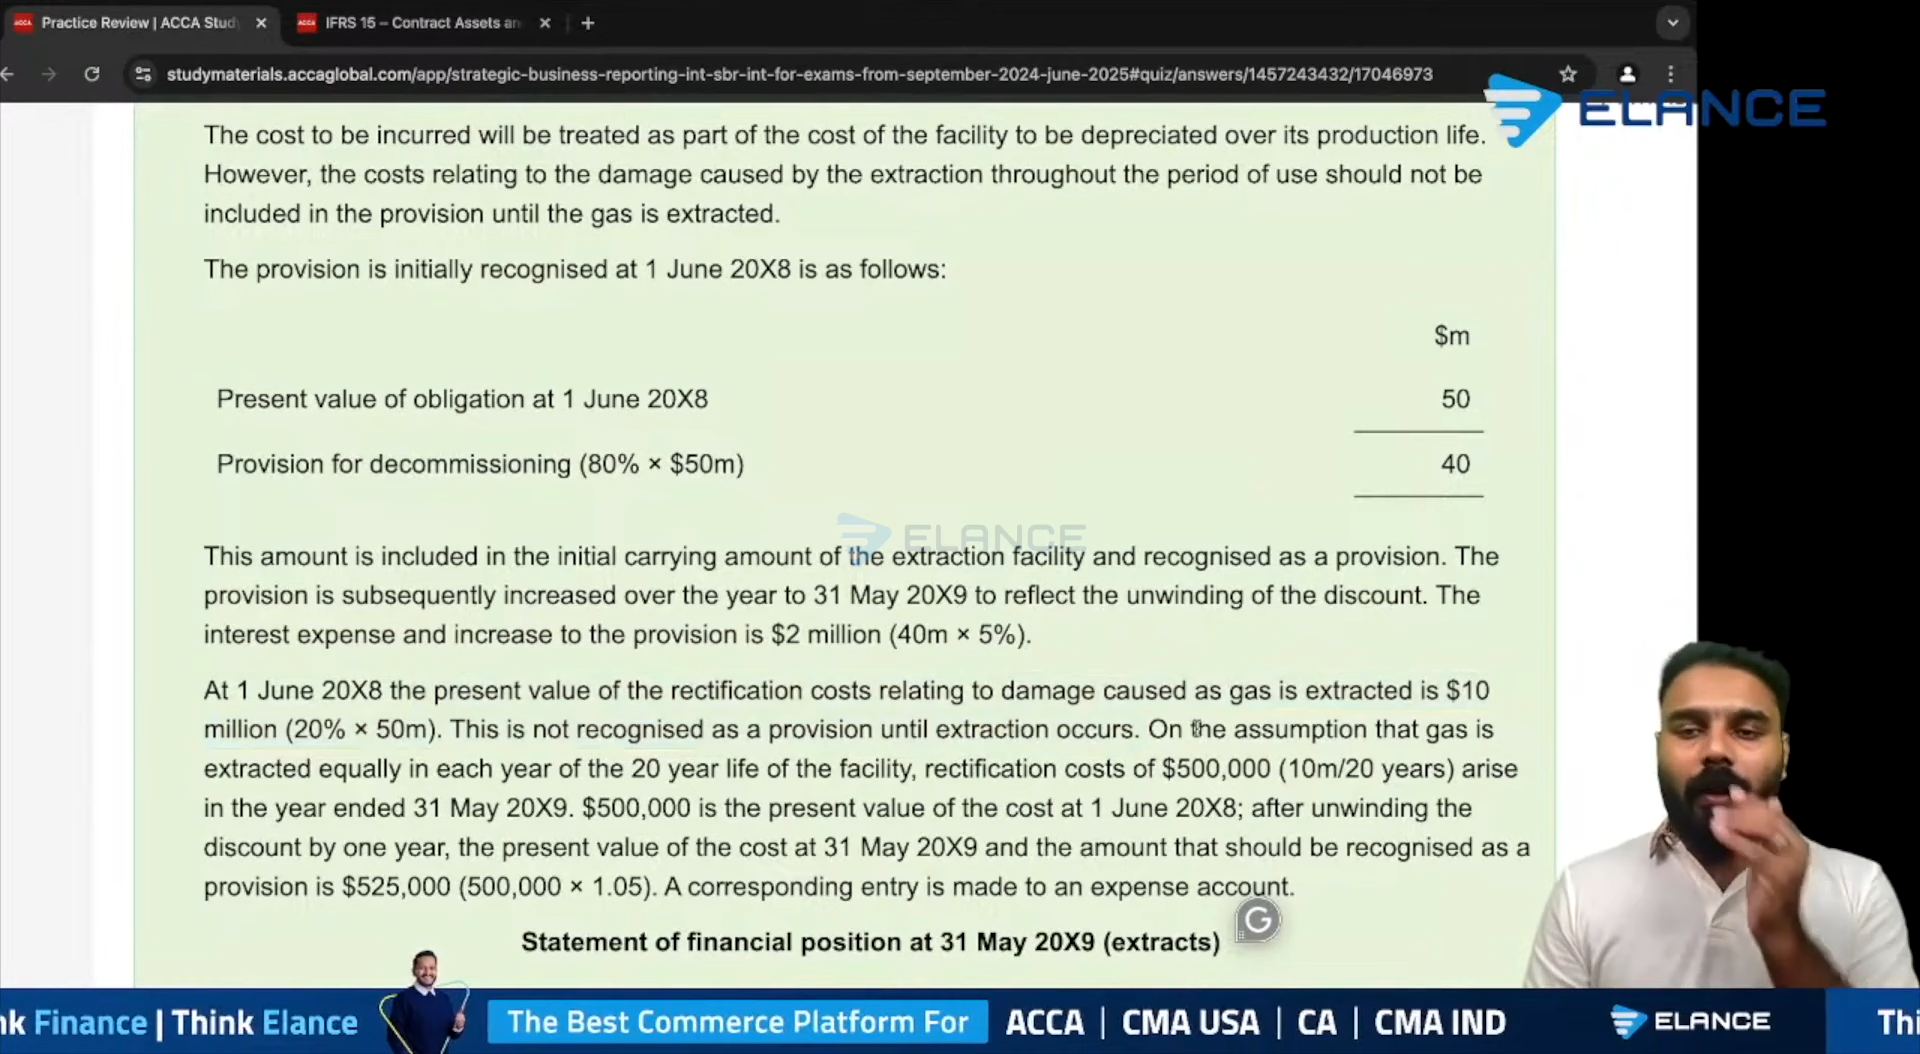 Practice Review | ACCA Stud
IFRS 15 – Contract Assets an
studymaterials.accaglobal.com/app/strategic-business-reporting-int-sbr-int-for-exams-from-september-2024-june-2025#quiz/answers/1457243432/17046973
ELANCE
The cost to be incurred will be treated as part of the cost of the facility to be depreciated over its production life.
However, the costs relating to the damage caused by the extraction throughout the period of use should not be
included in the provision until the gas is extracted.
The provision is initially recognised at 1 June 20X8 is as follows:
$m
Present value of obligation at 1 June 20X8 50
Provision for decommissioning (80% × $50m) 40
ELANCE
This amount is included in the initial carrying amount of the extraction facility and recognised as a provision. The
provision is subsequently increased over the year to 31 May 20X9 to reflect the unwinding of the discount. The
interest expense and increase to the provision is $2 million (40m × 5%).
At 1 June 20X8 the present value of the rectification costs relating to damage caused as gas is extracted is $10
million (20% × 50m). This is not recognised as a provision until extraction occurs. On the assumption that gas is
extracted equally in each year of the 20 year life of the facility, rectification costs of $500,000 (10m/20 years) arise
in the year ended 31 May 20X9. $500,000 is the present value of the cost at 1 June 20X8; after unwinding the
discount by one year, the present value of the cost at 31 May 20X9 and the amount that should be recognised as a
provision is $525,000 (500,000 × 1.05). A corresponding entry is made to an expense account.
G
Statement of financial position at 31 May 20X9 (extracts)
nk Finance | Think Elance
The Best Commerce Platform For
ACCA | CMA USA | CA | CMA IND
ELANCE
Thi